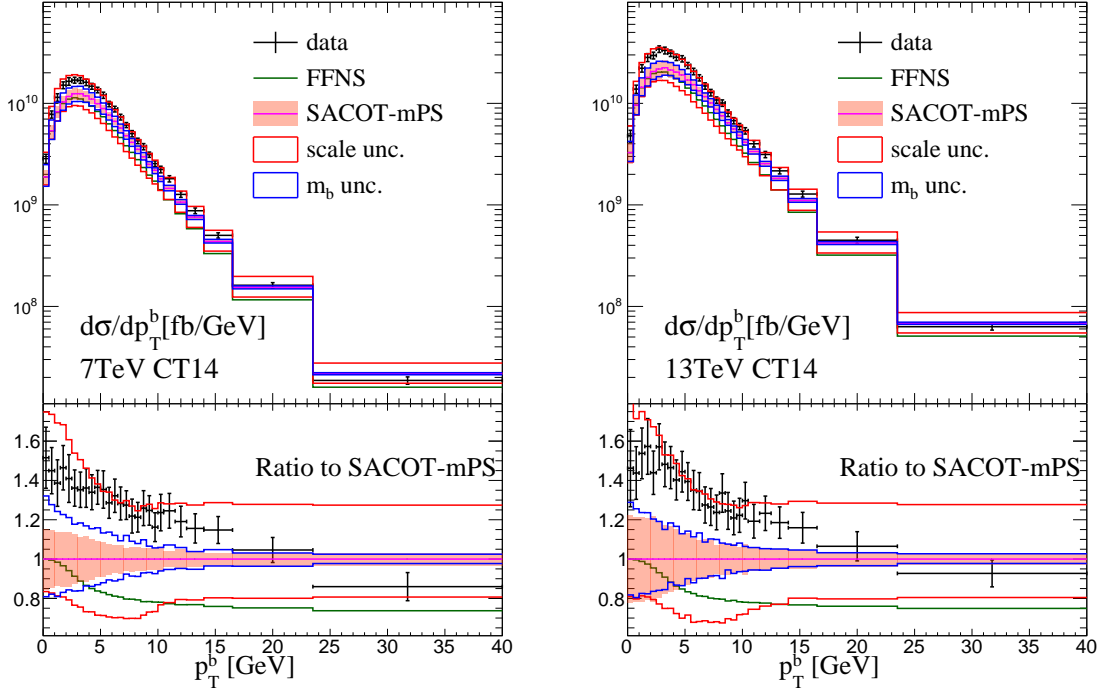 data
FFNS
SACOT-mPS
scale unc.
m_b unc.
10^10
10^9
10^8
dσ/dp_T^b[fb/GeV]
7TeV CT14
Ratio to SACOT-mPS
1.6
1.4
1.2
1
0.8
0 5 10 15 20 25 30 35 40
p_T^b [GeV]
data
FFNS
SACOT-mPS
scale unc.
m_b unc.
10^10
10^9
10^8
dσ/dp_T^b[fb/GeV]
13TeV CT14
Ratio to SACOT-mPS
1.6
1.4
1.2
1
0.8
0 5 10 15 20 25 30 35 40
p_T^b [GeV]